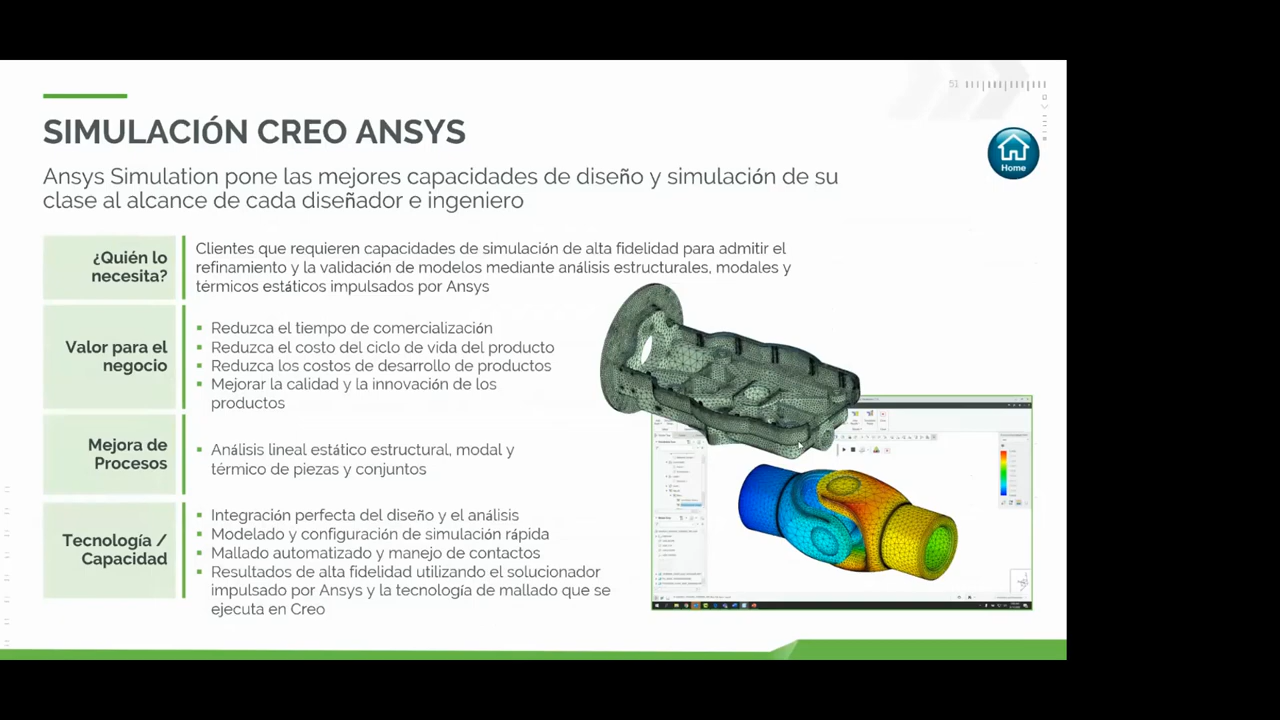 51
SIMULACIÓN CREO ANSYS
Home
Ansys Simulation pone las mejores capacidades de diseño y simulación de su
clase al alcance de cada diseñador e ingeniero
¿Quién lo
necesita?
Clientes que requieren capacidades de simulación de alta fidelidad para admitir el
refinamiento y la validación de modelos mediante análisis estructurales, modales y
térmicos estáticos impulsados por Ansys
Valor para el
negocio
Reduzca el tiempo de comercialización
Reduzca el costo del ciclo de vida del producto
Reduzca los costos de desarrollo de productos
Mejorar la calidad y la innovación de los
productos
Mejora de
Procesos
Análisis lineal estático estructural, modal y
térmico de piezas y conjuntos
Tecnología /
Capacidad
Integración perfecta del diseño y el análisis
Modelado y configuración de simulación rápida
Mallado automatizado y manejo de contactos
Resultados de alta fidelidad utilizando el solucionador
impulsado por Ansys y la tecnología de mallado que se
ejecuta en Creo